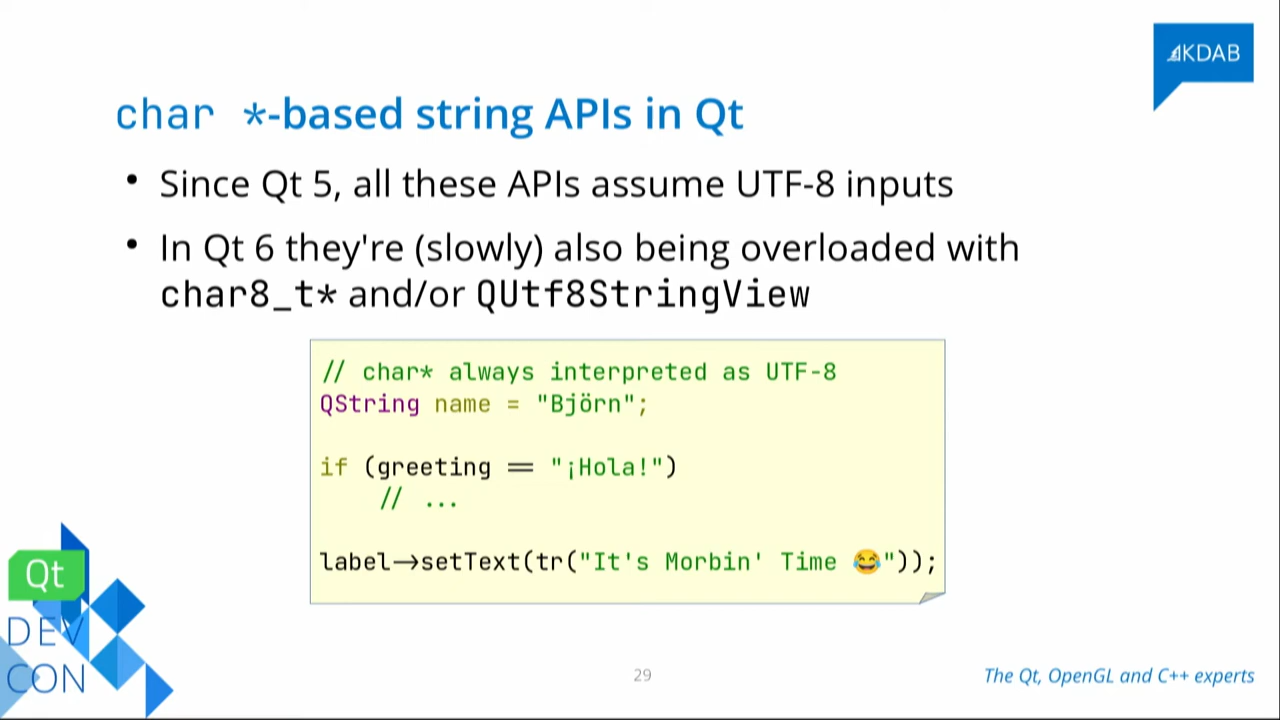 KDAB
char *-based string APIs in Qt
• Since Qt 5, all these APIs assume UTF-8 inputs
• In Qt 6 they're (slowly) also being overloaded with
char8_t* and/or QUtf8StringView
// char* always interpreted as UTF-8
QString name = "Björn";
if (greeting == "¡Hola!")
// ...
label->setText(tr("It's Morbin' Time 😂"));
Qt
DEV
CON
29
The Qt, OpenGL and C++ experts